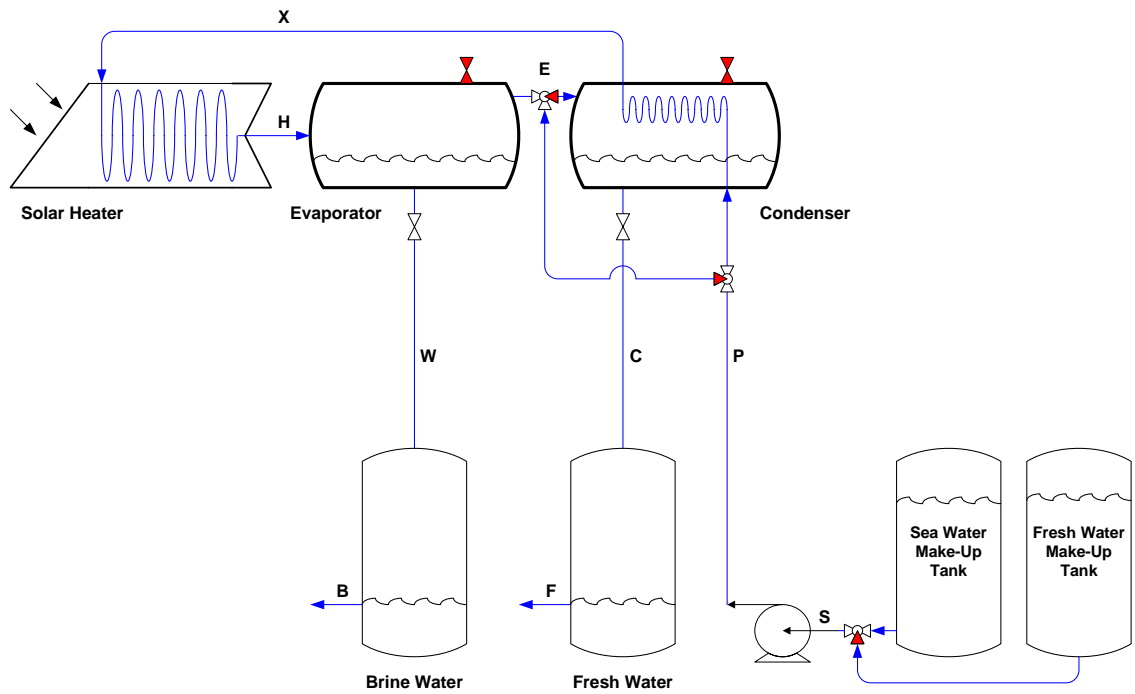 X
E
H
Solar Heater
Evaporator
Condenser
W
C
P
Sea Water
Make-Up
Tank
Fresh Water
Make-Up
Tank
B
F
S
Brine Water
Fresh Water